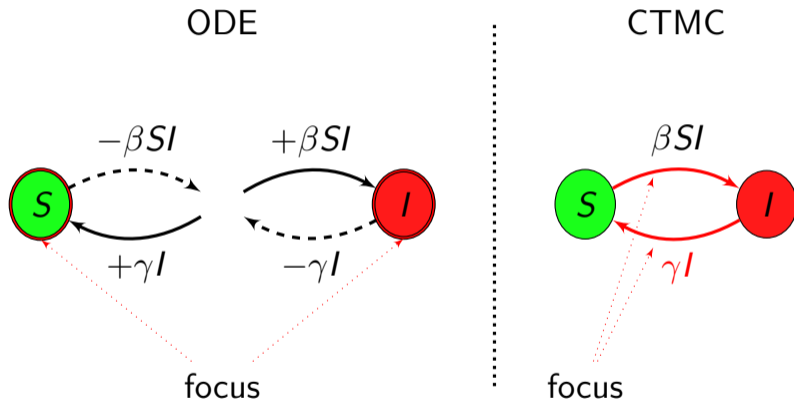 ODE
CTMC
−βSI
+βSI
βSI
S
I
S
I
+γI
−γI
γI
focus
focus